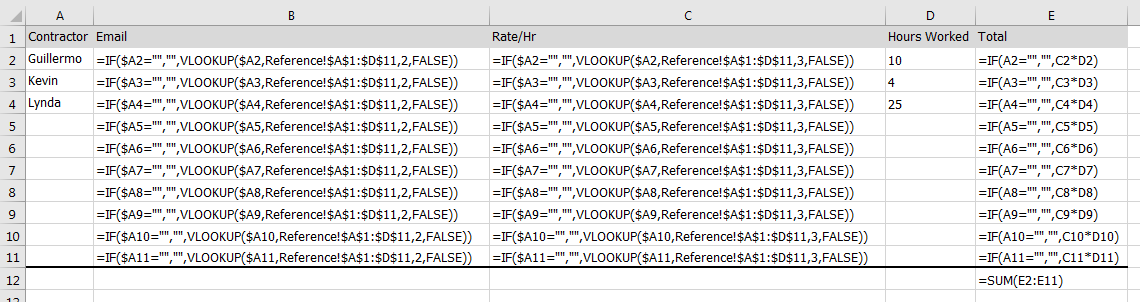 A B C D E
1 Contractor Email Rate/Hr Hours Worked Total
2 Guillermo =IF($A2="","",VLOOKUP($A2,Reference!$A$1:$D$11,2,FALSE)) =IF($A2="","",VLOOKUP($A2,Reference!$A$1:$D$11,3,FALSE)) 10 =IF(A2="","",C2*D2)
3 Kevin =IF($A3="","",VLOOKUP($A3,Reference!$A$1:$D$11,2,FALSE)) =IF($A3="","",VLOOKUP($A3,Reference!$A$1:$D$11,3,FALSE)) 4 =IF(A3="","",C3*D3)
4 Lynda =IF($A4="","",VLOOKUP($A4,Reference!$A$1:$D$11,2,FALSE)) =IF($A4="","",VLOOKUP($A4,Reference!$A$1:$D$11,3,FALSE)) 25 =IF(A4="","",C4*D4)
5 =IF($A5="","",VLOOKUP($A5,Reference!$A$1:$D$11,2,FALSE)) =IF($A5="","",VLOOKUP($A5,Reference!$A$1:$D$11,3,FALSE)) =IF(A5="","",C5*D5)
6 =IF($A6="","",VLOOKUP($A6,Reference!$A$1:$D$11,2,FALSE)) =IF($A6="","",VLOOKUP($A6,Reference!$A$1:$D$11,3,FALSE)) =IF(A6="","",C6*D6)
7 =IF($A7="","",VLOOKUP($A7,Reference!$A$1:$D$11,2,FALSE)) =IF($A7="","",VLOOKUP($A7,Reference!$A$1:$D$11,3,FALSE)) =IF(A7="","",C7*D7)
8 =IF($A8="","",VLOOKUP($A8,Reference!$A$1:$D$11,2,FALSE)) =IF($A8="","",VLOOKUP($A8,Reference!$A$1:$D$11,3,FALSE)) =IF(A8="","",C8*D8)
9 =IF($A9="","",VLOOKUP($A9,Reference!$A$1:$D$11,2,FALSE)) =IF($A9="","",VLOOKUP($A9,Reference!$A$1:$D$11,3,FALSE)) =IF(A9="","",C9*D9)
10 =IF($A10="","",VLOOKUP($A10,Reference!$A$1:$D$11,2,FALSE)) =IF($A10="","",VLOOKUP($A10,Reference!$A$1:$D$11,3,FALSE)) =IF(A10="","",C10*D10)
11 =IF($A11="","",VLOOKUP($A11,Reference!$A$1:$D$11,2,FALSE)) =IF($A11="","",VLOOKUP($A11,Reference!$A$1:$D$11,3,FALSE)) =IF(A11="","",C11*D11)
12 =SUM(E2:E11)